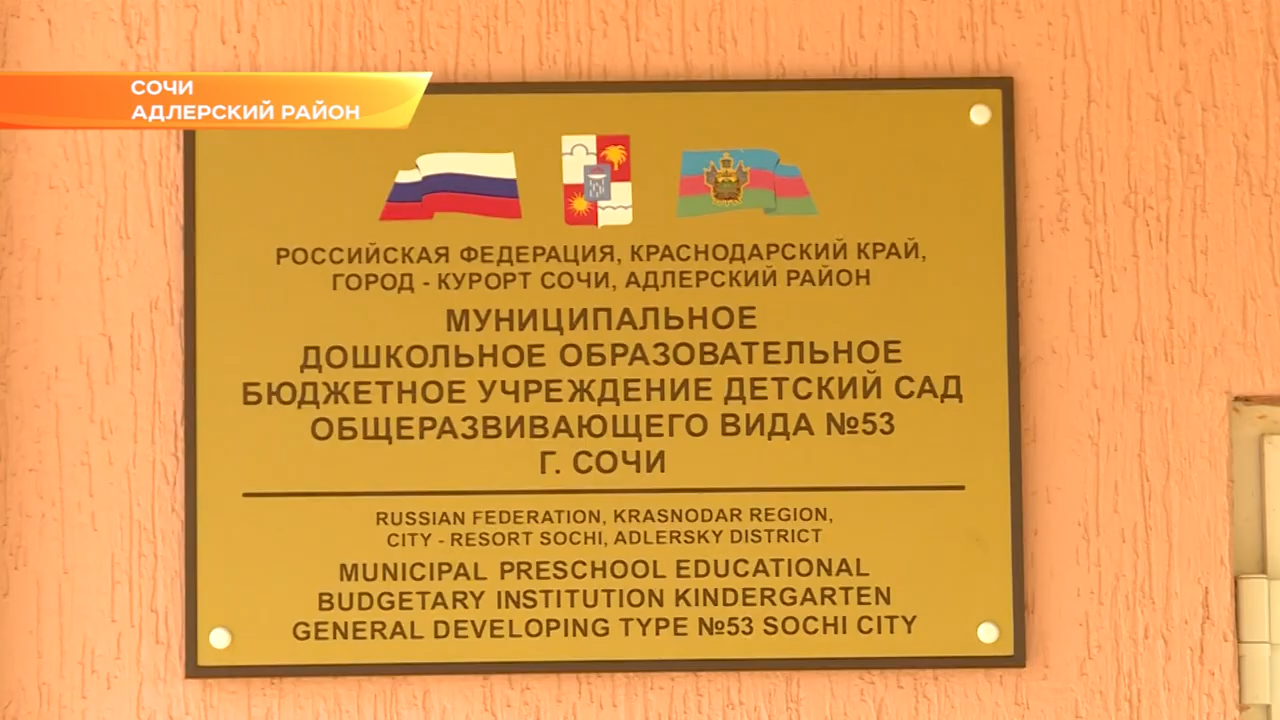 СОЧИ
АДЛЕРСКИЙ РАЙОН
РОССИЙСКАЯ ФЕДЕРАЦИЯ, КРАСНОДАРСКИЙ КРАЙ,
ГОРОД - КУРОРТ СОЧИ, АДЛЕРСКИЙ РАЙОН
МУНИЦИПАЛЬНОЕ
ДОШКОЛЬНОЕ ОБРАЗОВАТЕЛЬНОЕ
БЮДЖЕТНОЕ УЧРЕЖДЕНИЕ ДЕТСКИЙ САД
ОБЩЕРАЗВИВАЮЩЕГО ВИДА №53
Г. СОЧИ
RUSSIAN FEDERATION, KRASNODAR REGION,
CITY - RESORT SOCHI, ADLERSKY DISTRICT
MUNICIPAL PRESCHOOL EDUCATIONAL
BUDGETARY INSTITUTION KINDERGARTEN
GENERAL DEVELOPING TYPE №53 SOCHI CITY